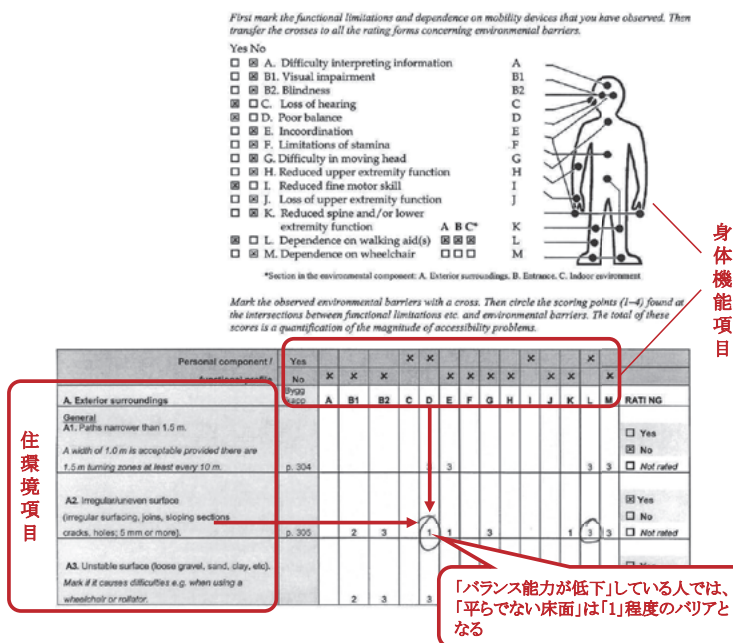 First mark the functional limitations and dependence on mobility devices that you have observed. Then
transfer the crosses to all the rating forms concerning environmental barriers.
Yes No
A. Difficulty interpreting information A
B1. Visual impairment B1
B2. Blindness B2
C. Loss of hearing C
D. Poor balance D
E. Incoordination E
F. Limitations of stamina F
G. Difficulty in moving head G
H. Reduced upper extremity function H
I. Reduced fine motor skill I
J. Loss of upper extremity function J
K. Reduced spine and/or lower
extremity function A B C* K
L. Dependence on walking aid(s) L
M. Dependence on wheelchair M
*Section in the environmental component: A. Exterior surroundings. B. Entrance. C. Indoor environment
身体機能項目
Mark the observed environmental barriers with a cross. Then circle the scoring points (1–4) found at
the intersections between functional limitations etc. and environmental barriers. The total of these
scores is a quantification of the magnitude of accessibility problems.
Personal component / Yes x x x x
functional profile No x x x x x x x x x x
A. Exterior surroundings Bygg A B1 B2 C D E F G H I J K L M RATING
住環境項目
General
A1. Paths narrower than 1.5 m.
Yes
A width of 1.0 m is acceptable provided there are
No
1.5 m turning zones at least every 10 m. p. 304 3 3 3 3 Not rated
A2. Irregular/uneven surface
Yes
(irregular surfacing, joins, sloping sections
No
cracks, holes; 5 mm or more). p. 305 2 3 1 1 3 1 3 3 Not rated
A3. Unstable surface (loose gravel, sand, clay, etc).
Mark if it causes difficulties e.g. when using a
wheelchair or rollator. 2 3 3
「バランス能力が低下」している人では、
「平らでない床面」は「1」程度のバリアと
なる